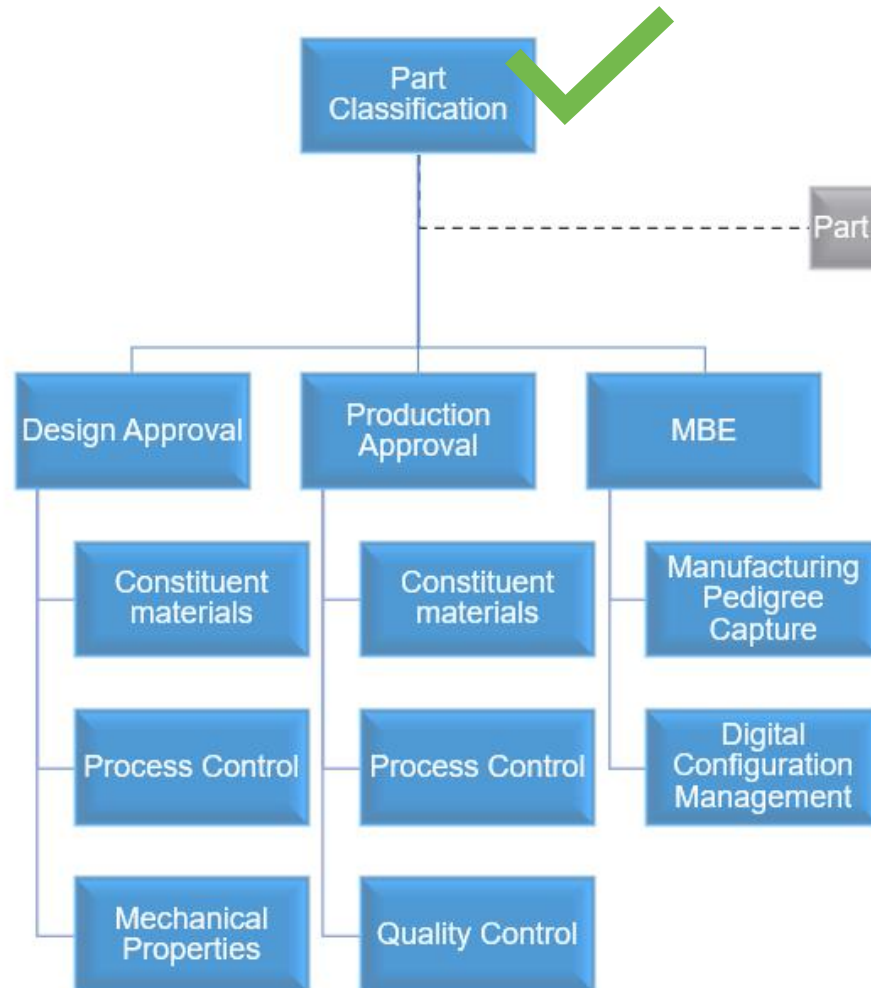 Part
Classification
Part
Design Approval
Production
Approval
MBE
Constituent
materials
Constituent
materials
Manufacturing
Pedigree
Capture
Process Control
Process Control
Digital
Configuration
Management
Mechanical
Properties
Quality Control